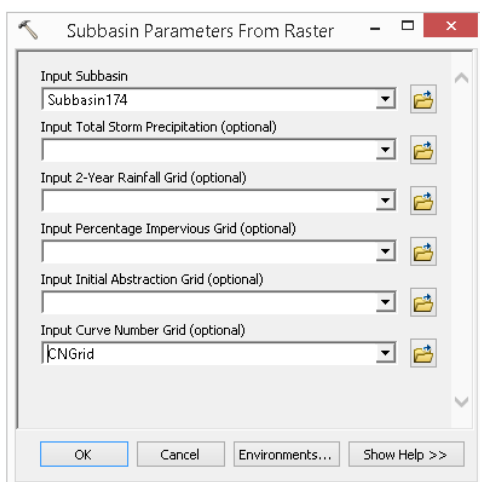 Subbasin Parameters From Raster
Input Subbasin
Subbasin174
Input Total Storm Precipitation (optional)
Input 2-Year Rainfall Grid (optional)
Input Percentage Impervious Grid (optional)
Input Initial Abstraction Grid (optional)
Input Curve Number Grid (optional)
CNGrid
OK Cancel Environments... Show Help >>